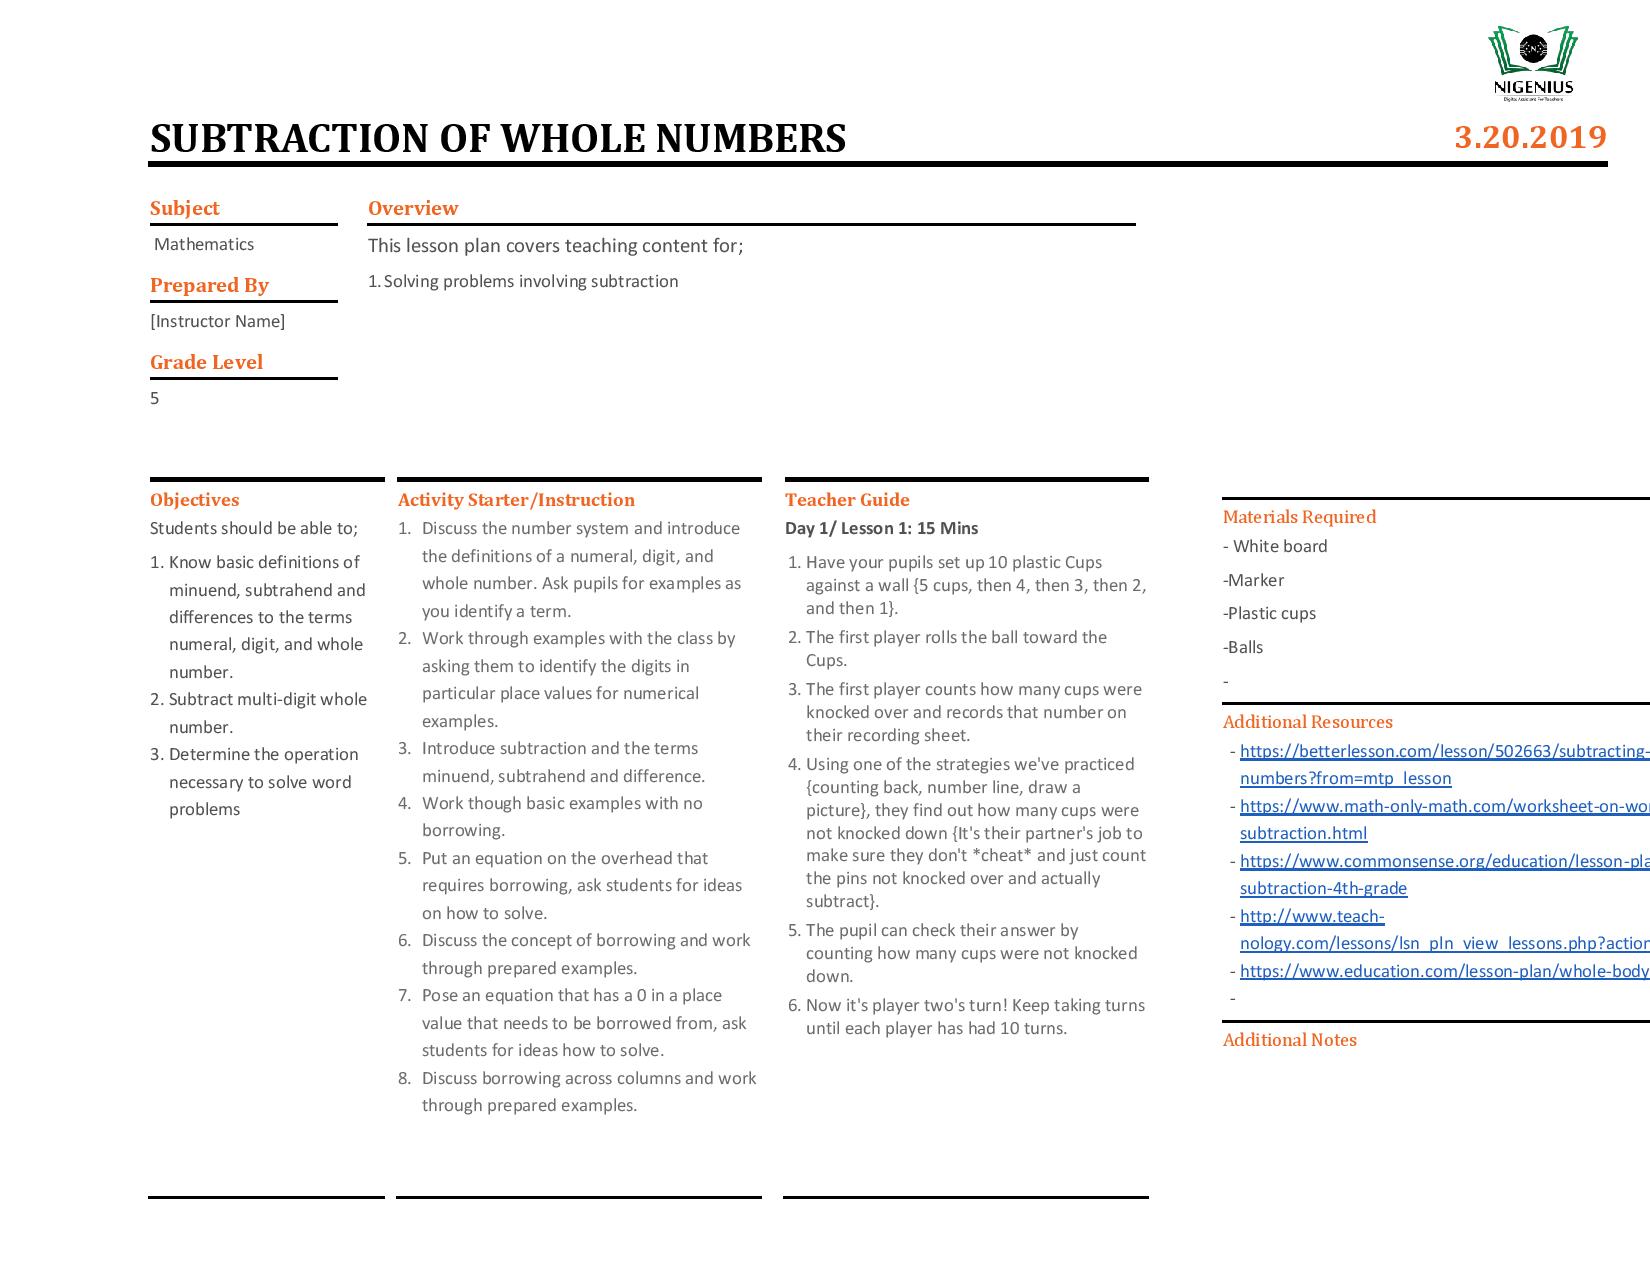 NIGENIUS
Digital Assistant For Teachers
SUBTRACTION OF WHOLE NUMBERS
3.20.2019
Subject
Mathematics
Prepared By
[Instructor Name]
Grade Level
5
Overview
This lesson plan covers teaching content for;
1. Solving problems involving subtraction
Objectives
Students should be able to;
1. Know basic definitions of
minuend, subtrahend and
differences to the terms
numeral, digit, and whole
number.
2. Subtract multi-digit whole
number.
3. Determine the operation
necessary to solve word
problems
Activity Starter/Instruction
1. Discuss the number system and introduce
the definitions of a numeral, digit, and
whole number. Ask pupils for examples as
you identify a term.
2. Work through examples with the class by
asking them to identify the digits in
particular place values for numerical
examples.
3. Introduce subtraction and the terms
minuend, subtrahend and difference.
4. Work though basic examples with no
borrowing.
5. Put an equation on the overhead that
requires borrowing, ask students for ideas
on how to solve.
6. Discuss the concept of borrowing and work
through prepared examples.
7. Pose an equation that has a 0 in a place
value that needs to be borrowed from, ask
students for ideas how to solve.
8. Discuss borrowing across columns and work
through prepared examples.
Teacher Guide
Day 1/ Lesson 1: 15 Mins
1. Have your pupils set up 10 plastic Cups
against a wall {5 cups, then 4, then 3, then 2,
and then 1}.
2. The first player rolls the ball toward the
Cups.
3. The first player counts how many cups were
knocked over and records that number on
their recording sheet.
4. Using one of the strategies we've practiced
{counting back, number line, draw a
picture}, they find out how many cups were
not knocked down {It's their partner's job to
make sure they don't *cheat* and just count
the pins not knocked over and actually
subtract}.
5. The pupil can check their answer by
counting how many cups were not knocked
down.
6. Now it's player two's turn! Keep taking turns
until each player has had 10 turns.
Materials Required
- White board
-Marker
-Plastic cups
-Balls
-
Additional Resources
- https://betterlesson.com/lesson/502663/subtracting-
numbers?from=mtp_lesson
- https://www.math-only-math.com/worksheet-on-wo
subtraction.html
- https://www.commonsense.org/education/lesson-pla
subtraction-4th-grade
- http://www.teach-
nology.com/lessons/lsn_pln_view_lessons.php?action
- https://www.education.com/lesson-plan/whole-body
-
Additional Notes